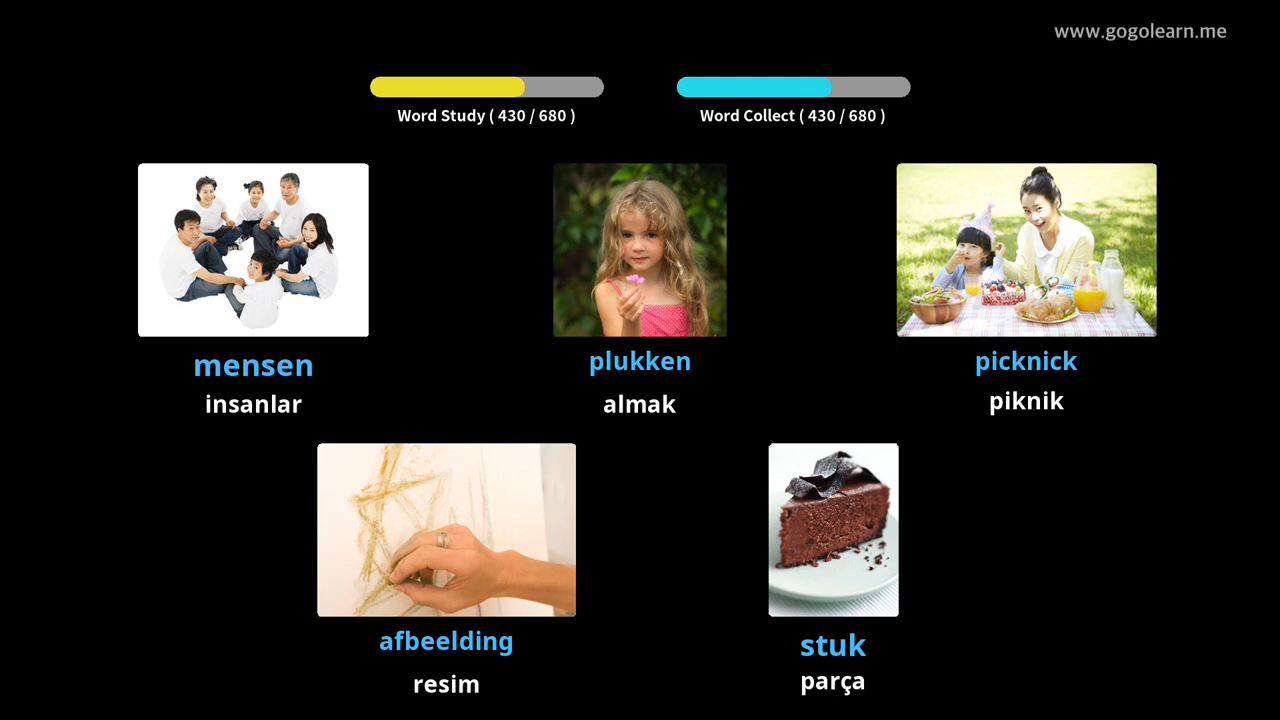 www.gogolearn.me
Word Study ( 430 / 680 )
Word Collect ( 430 / 680 )
mensen
insanlar
plukken
almak
picknick
piknik
afbeelding
resim
stuk
parça